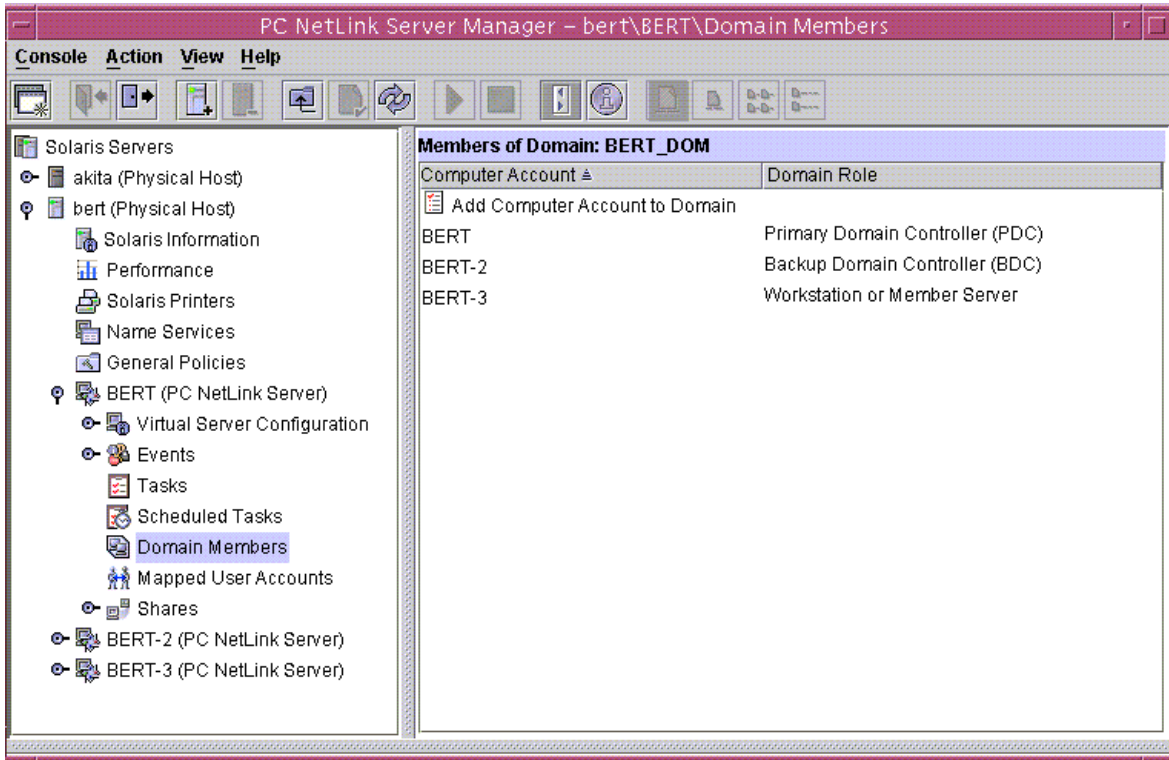 PC NetLink Server Manager – bert\BERT\Domain Members
Console Action View Help
Solaris Servers
akita (Physical Host)
bert (Physical Host)
Solaris Information
Performance
Solaris Printers
Name Services
General Policies
BERT (PC NetLink Server)
Virtual Server Configuration
Events
Tasks
Scheduled Tasks
Domain Members
Mapped User Accounts
Shares
BERT-2 (PC NetLink Server)
BERT-3 (PC NetLink Server)
Members of Domain: BERT_DOM
Computer Account Domain Role
Add Computer Account to Domain
BERT Primary Domain Controller (PDC)
BERT-2 Backup Domain Controller (BDC)
BERT-3 Workstation or Member Server